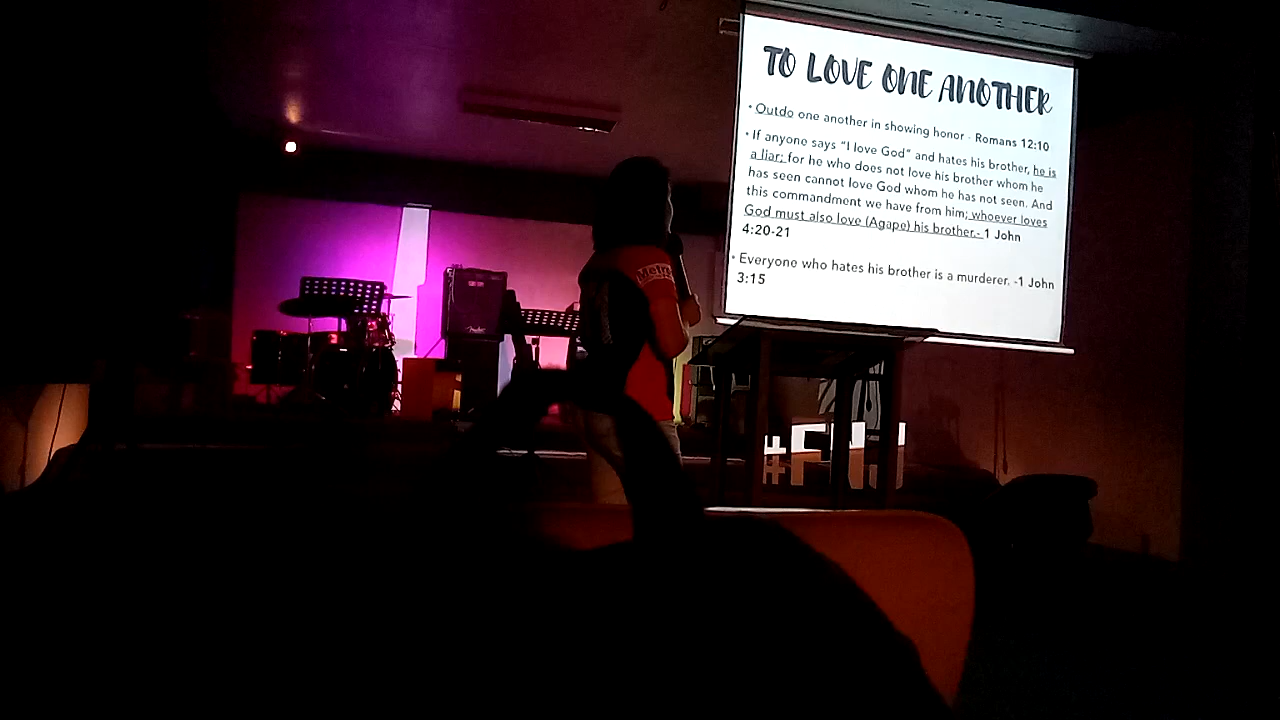 TO LOVE ONE ANOTHER
• Outdo one another in showing honor - Romans 12:10
• If anyone says "I love God" and hates his brother, he is
a liar; for he who does not love his brother whom he
has seen cannot love God whom he has not seen. And
this commandment we have from him; whoever loves
God must also love (Agape) his brother.- 1 John
4:20-21
• Everyone who hates his brother is a murderer. -1 John
3:15
Fender